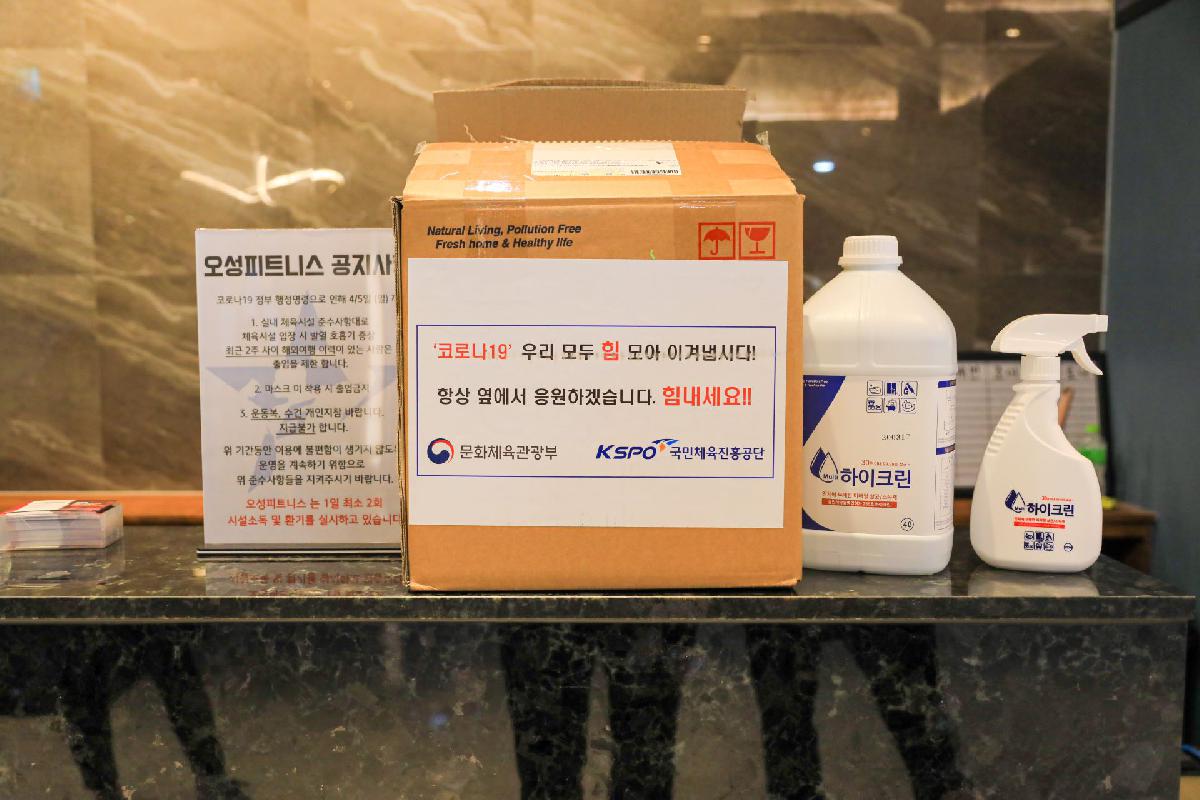 오성피트니스 공지사
코로나19 정부 행정명령으로 인해 4/5일 (일)
1. 실내 체육시설 준수사항대로
체육시설 입장 시 발열 호흡기 증상
최근 2주 사이 해외여행 이력이 있는 사람은
출입을 제한 합니다.
2. 마스크 미 착용 시 출입금지
3. 운동복, 수건 개인지참 바랍니다.
지급불가 합니다.
위 기간동안 이용에 불편함이 생기지 않도
운영을 계속하기 위함으로
위 준수사항들을 지켜주시기 바랍니다.
오성피트니스 는 1일 최소 2회
시설소독 및 환기를 실시하고 있습니다
Natural Living, Pollution Free
Fresh home & Healthy life
'코로나19' 우리 모두 힘 모아 이겨냅시다!
항상 옆에서 응원하겠습니다. 힘내세요!!
문화체육관광부
KSPO 국민체육진흥공단
Multi 하이크린
4ℓ
하이크린